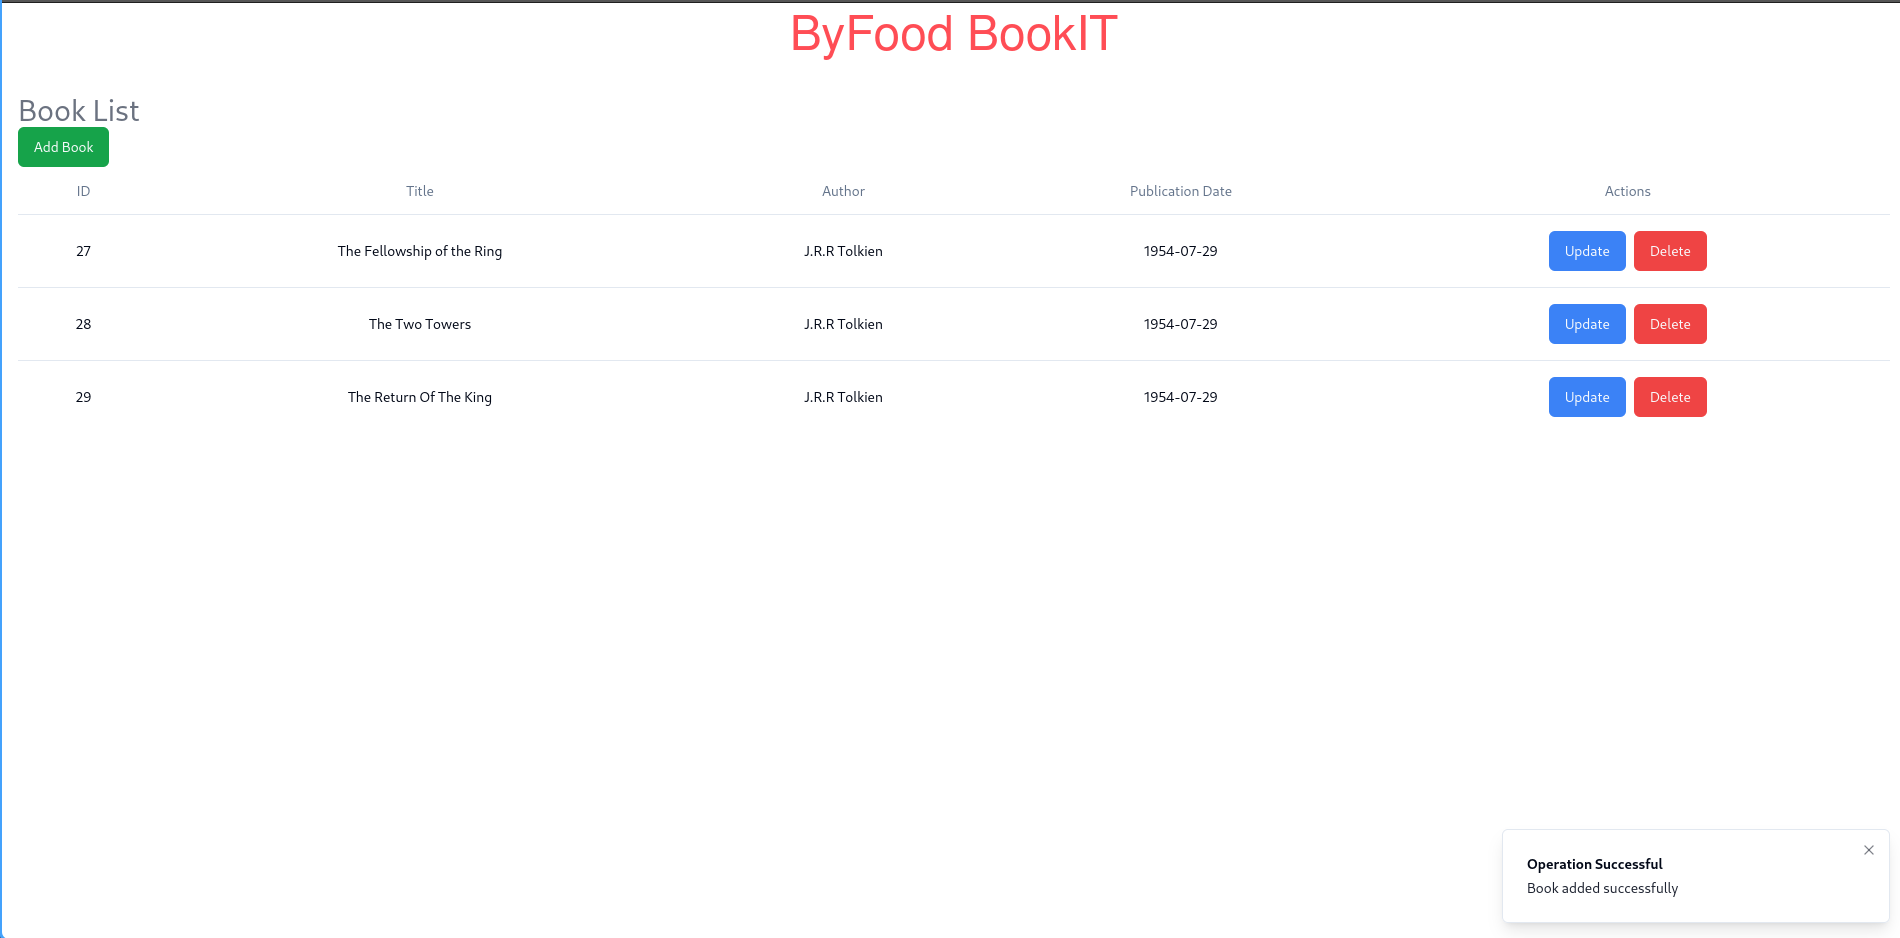 ByFood BookIT
Book List
Add Book
ID Title Author Publication Date Actions
27 The Fellowship of the Ring J.R.R Tolkien 1954-07-29 Update Delete
28 The Two Towers J.R.R Tolkien 1954-07-29 Update Delete
29 The Return Of The King J.R.R Tolkien 1954-07-29 Update Delete
Operation Successful
Book added successfully